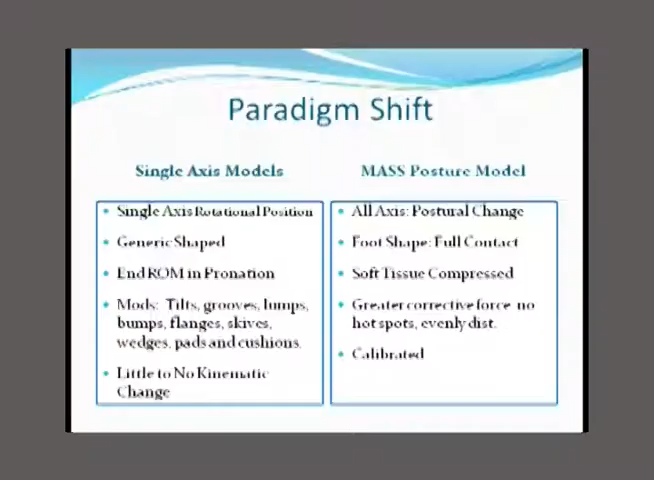 Paradigm Shift
Single Axis Models
Single Axis Rotational Position
Generic Shaped
End ROM in Pronation
Mods: Tilts, grooves, lumps,
bumps, flanges, skives,
wedges, pads and cushions.
Little to No Kinematic
Change
MASS Posture Model
All Axis: Postural Change
Foot Shape: Full Contact
Soft Tissue Compressed
Greater corrective force no
hot spots, evenly dist.
Calibrated